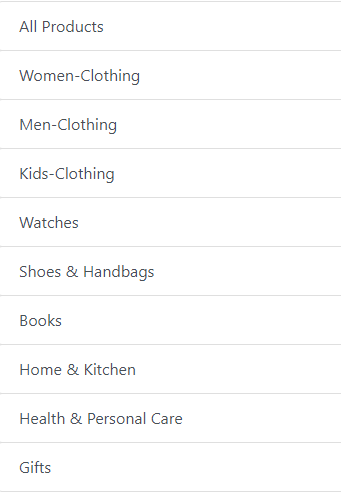 All Products
Women-Clothing
Men-Clothing
Kids-Clothing
Watches
Shoes & Handbags
Books
Home & Kitchen
Health & Personal Care
Gifts